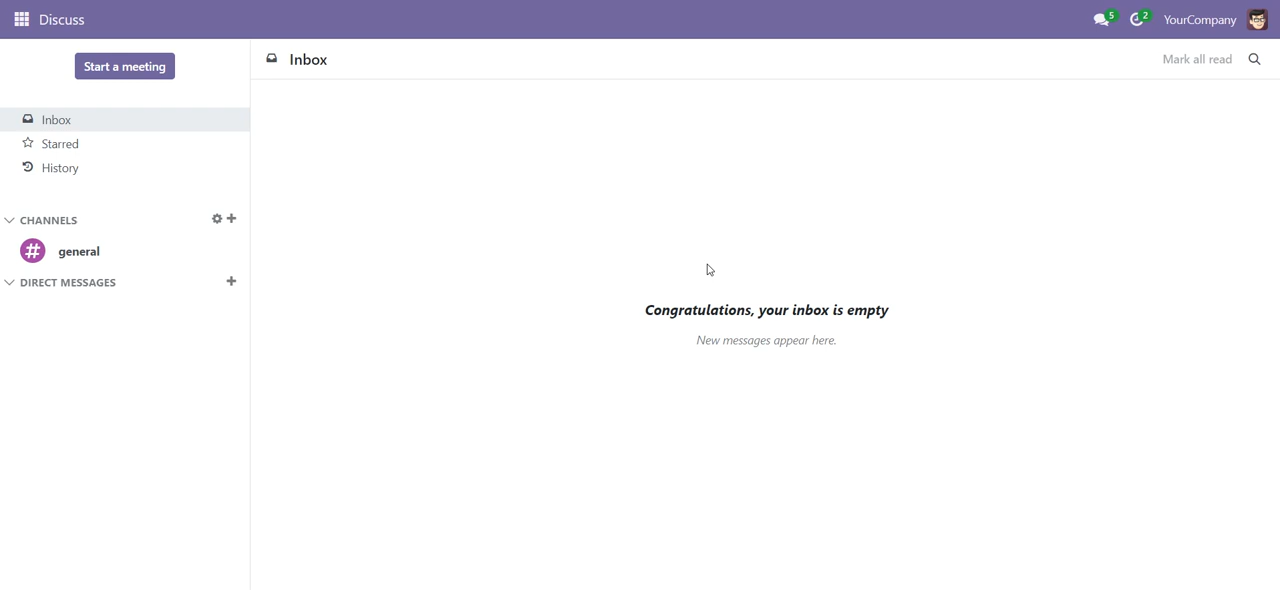 Discuss
5
2
YourCompany
Start a meeting
Inbox
Mark all read
Inbox
Starred
History
CHANNELS
general
DIRECT MESSAGES
Congratulations, your inbox is empty
New messages appear here.